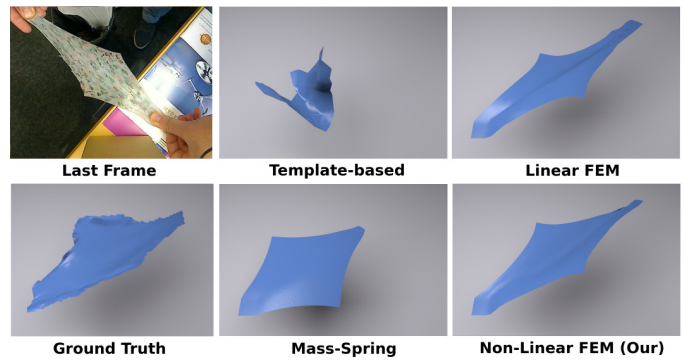 Last Frame
Template-based
Linear FEM
Ground Truth
Mass-Spring
Non-Linear FEM (Our)